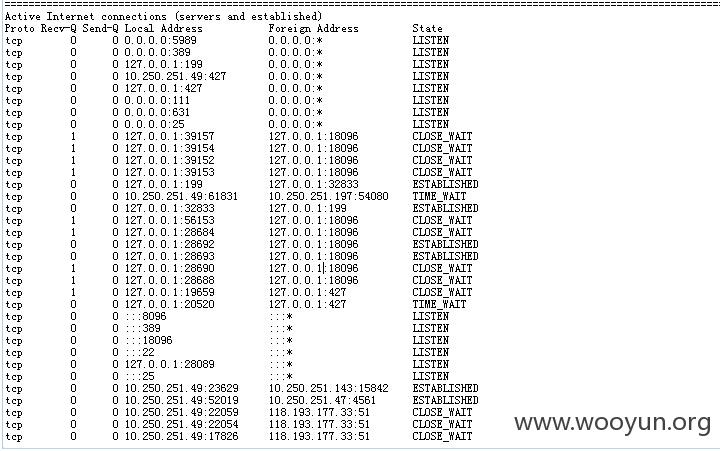 ================================================================================
Active Internet connections (servers and established)
Proto Recv-Q Send-Q Local Address Foreign Address State
tcp 0 0 0.0.0.0:5989 0.0.0.0:* LISTEN
tcp 0 0 0.0.0.0:389 0.0.0.0:* LISTEN
tcp 0 0 127.0.0.1:199 0.0.0.0:* LISTEN
tcp 0 0 10.250.251.49:427 0.0.0.0:* LISTEN
tcp 0 0 127.0.0.1:427 0.0.0.0:* LISTEN
tcp 0 0 0.0.0.0:111 0.0.0.0:* LISTEN
tcp 0 0 0.0.0.0:631 0.0.0.0:* LISTEN
tcp 0 0 0.0.0.0:25 0.0.0.0:* LISTEN
tcp 1 0 127.0.0.1:39157 127.0.0.1:18096 CLOSE_WAIT
tcp 1 0 127.0.0.1:39154 127.0.0.1:18096 CLOSE_WAIT
tcp 1 0 127.0.0.1:39152 127.0.0.1:18096 CLOSE_WAIT
tcp 1 0 127.0.0.1:39153 127.0.0.1:18096 CLOSE_WAIT
tcp 0 0 127.0.0.1:199 127.0.0.1:32833 ESTABLISHED
tcp 0 0 10.250.251.49:61831 10.250.251.197:54080 TIME_WAIT
tcp 0 0 127.0.0.1:32833 127.0.0.1:199 ESTABLISHED
tcp 1 0 127.0.0.1:56153 127.0.0.1:18096 CLOSE_WAIT
tcp 1 0 127.0.0.1:28684 127.0.0.1:18096 CLOSE_WAIT
tcp 0 0 127.0.0.1:28692 127.0.0.1:18096 ESTABLISHED
tcp 0 0 127.0.0.1:28693 127.0.0.1:18096 ESTABLISHED
tcp 1 0 127.0.0.1:28690 127.0.0.1:18096 CLOSE_WAIT
tcp 1 0 127.0.0.1:28688 127.0.0.1:18096 CLOSE_WAIT
tcp 1 0 127.0.0.1:19659 127.0.0.1:427 CLOSE_WAIT
tcp 0 0 127.0.0.1:20520 127.0.0.1:427 TIME_WAIT
tcp 0 0 :::8096 :::* LISTEN
tcp 0 0 :::389 :::* LISTEN
tcp 0 0 :::18096 :::* LISTEN
tcp 0 0 :::22 :::* LISTEN
tcp 0 0 127.0.0.1:28089 :::* LISTEN
tcp 0 0 :::25 :::* LISTEN
tcp 0 0 10.250.251.49:23629 10.250.251.143:15842 ESTABLISHED
tcp 0 0 10.250.251.49:52019 10.250.251.47:4561 ESTABLISHED
tcp 0 0 10.250.251.49:22059 118.193.177.33:51 CLOSE_WAIT
tcp 0 0 10.250.251.49:22054 118.193.177.33:51 CLOSE_WAIT
tcp 0 0 10.250.251.49:17826 118.193.177.33:51 CLOSE_WAIT
www.wooyun.org